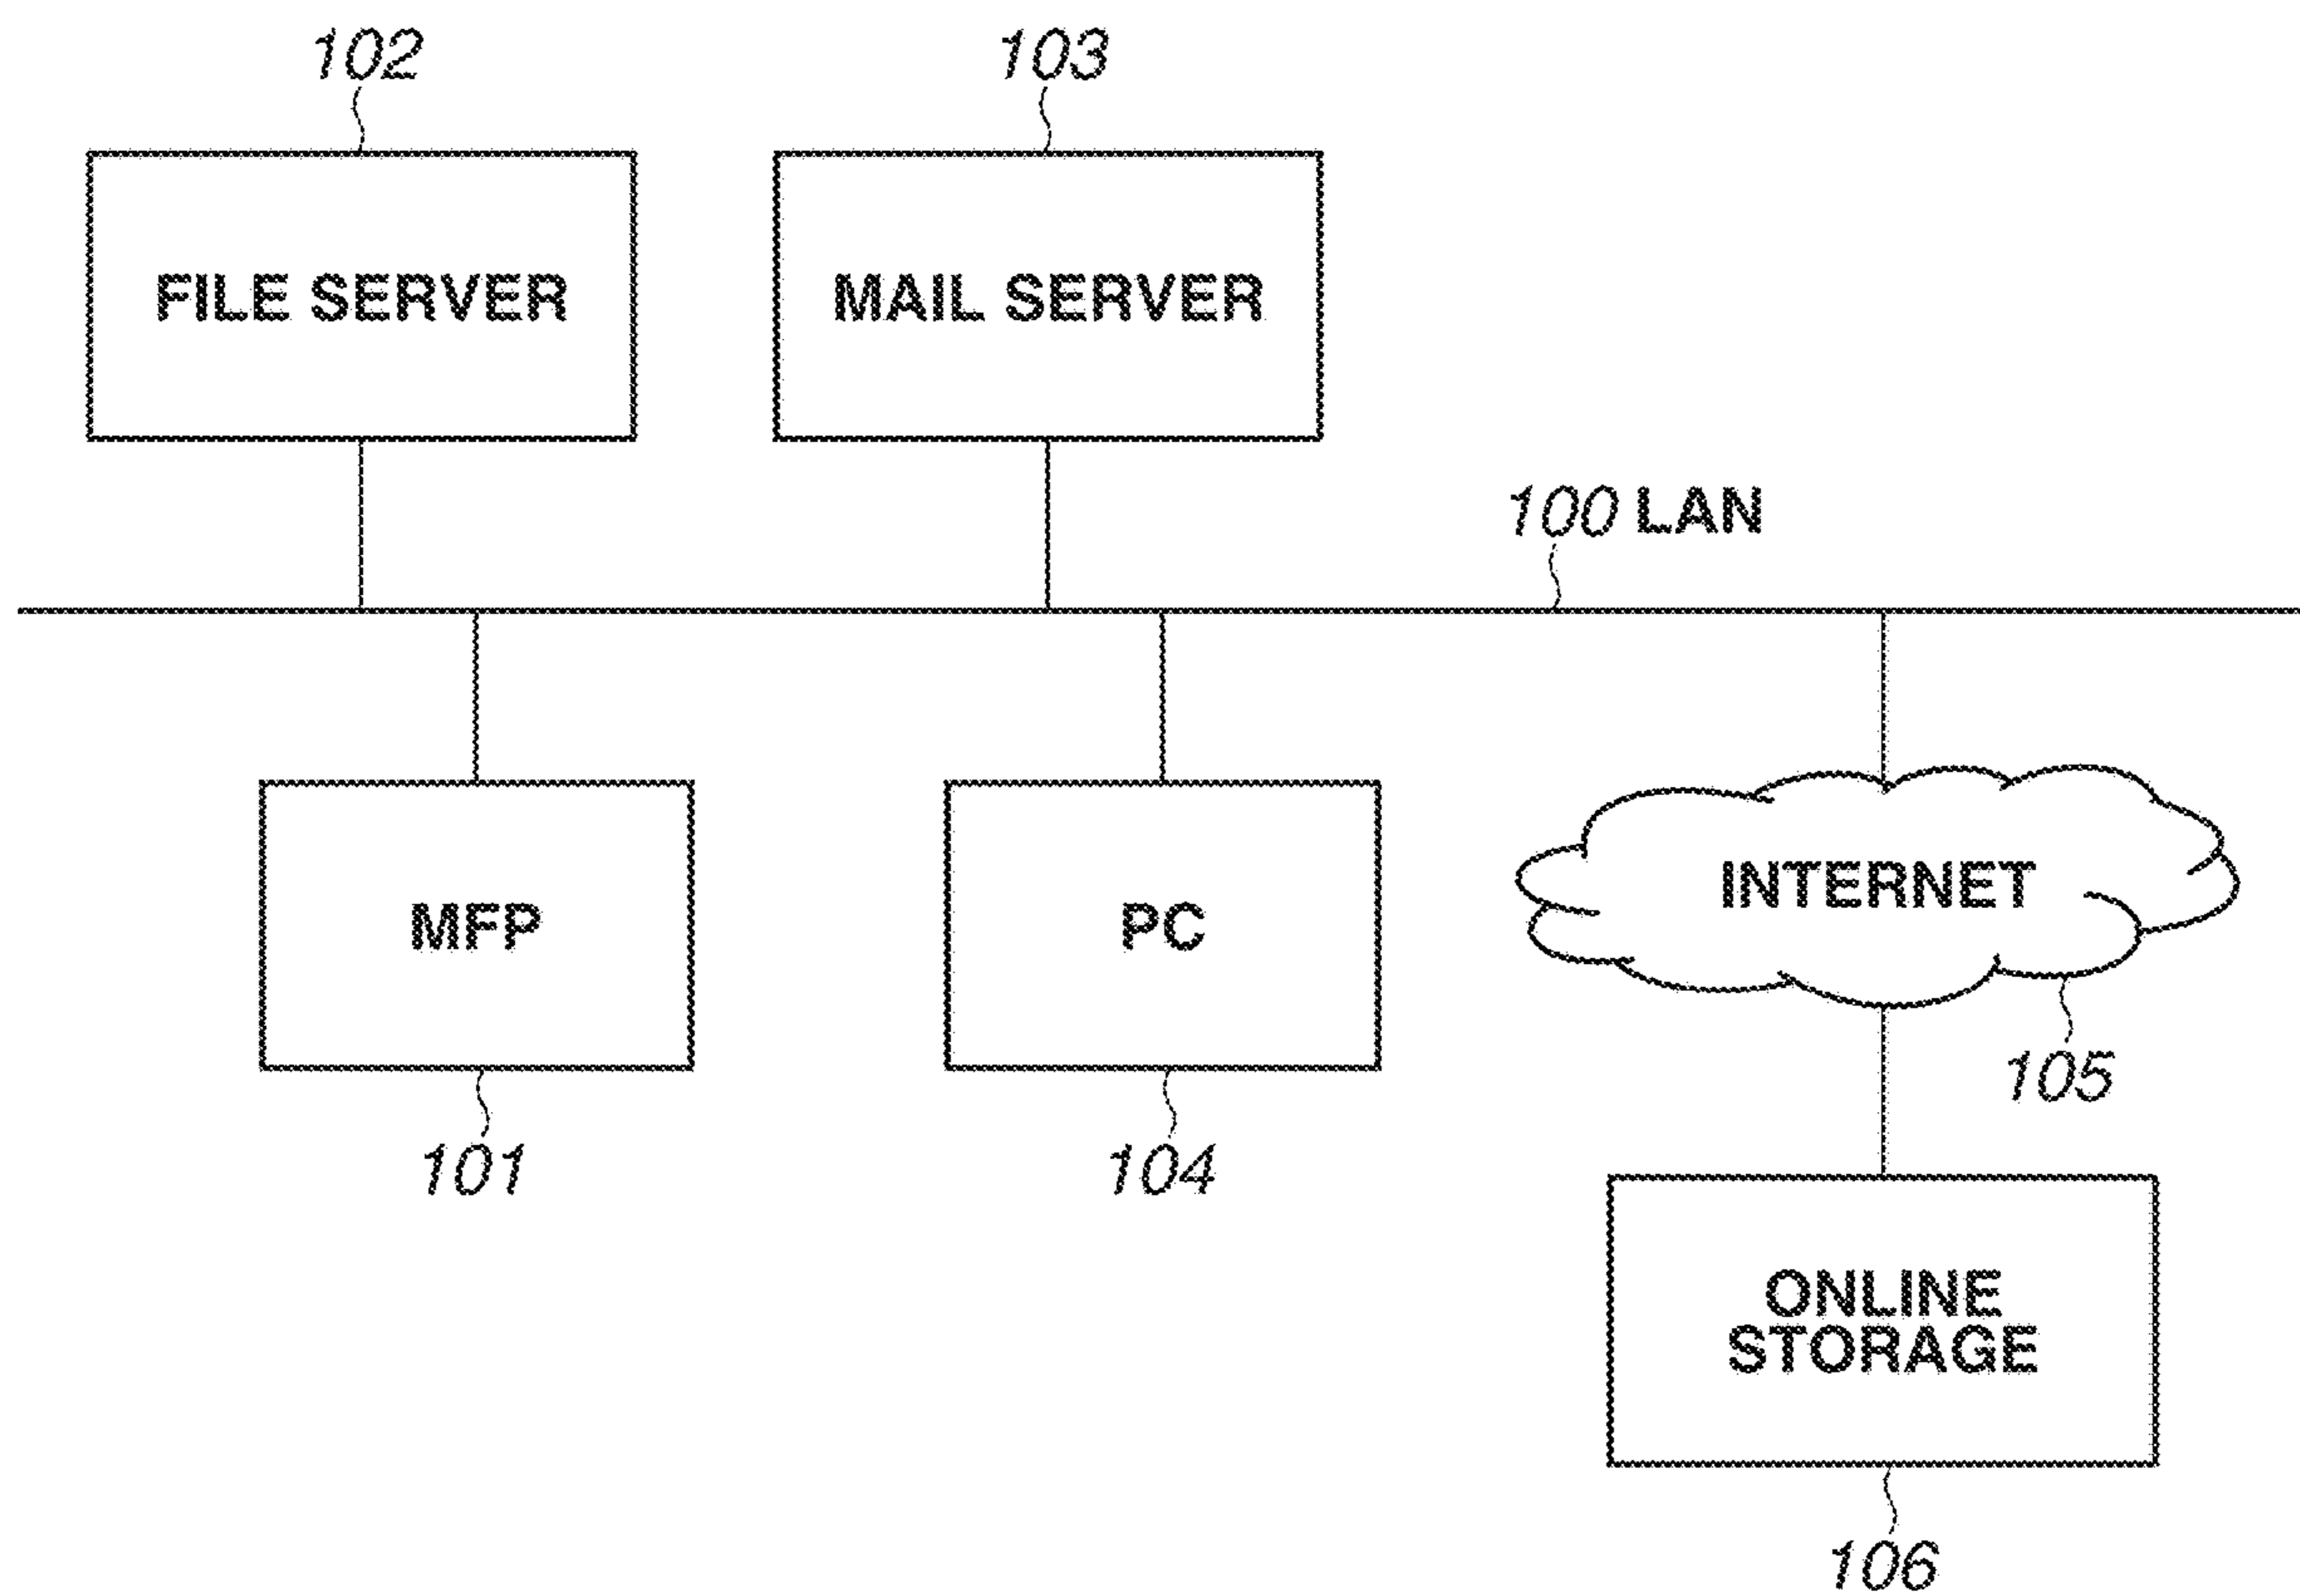 102
103
FILE SERVER
MAIL SERVER
100 LAN
MFP
PC
INTERNET
101
104
105
ONLINE
STORAGE
106